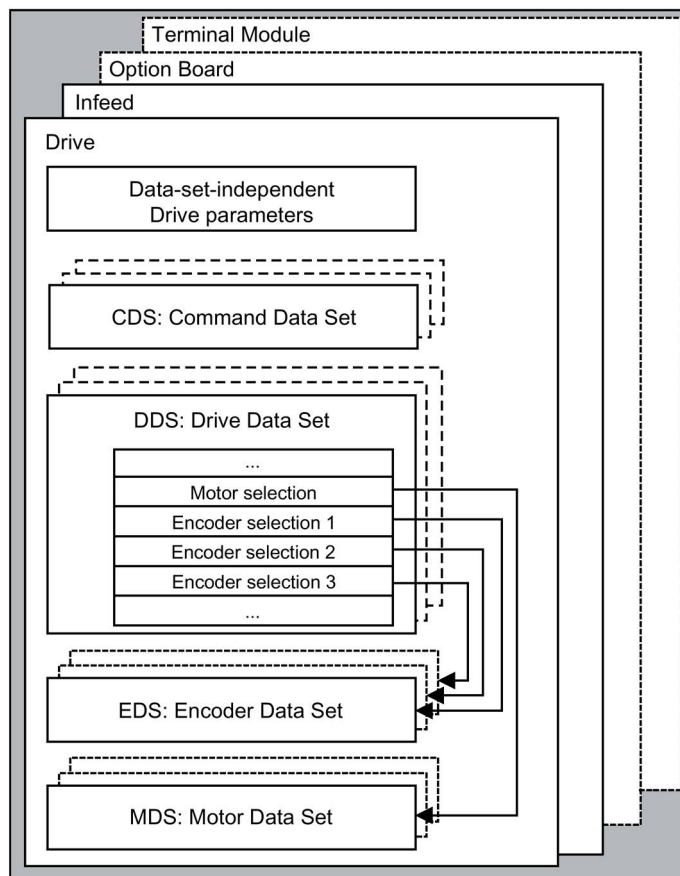 Terminal Module
Option Board
Infeed
Drive
Data-set-independent
Drive parameters
CDS: Command Data Set
DDS: Drive Data Set
...
Motor selection
Encoder selection 1
Encoder selection 2
Encoder selection 3
...
EDS: Encoder Data Set
MDS: Motor Data Set